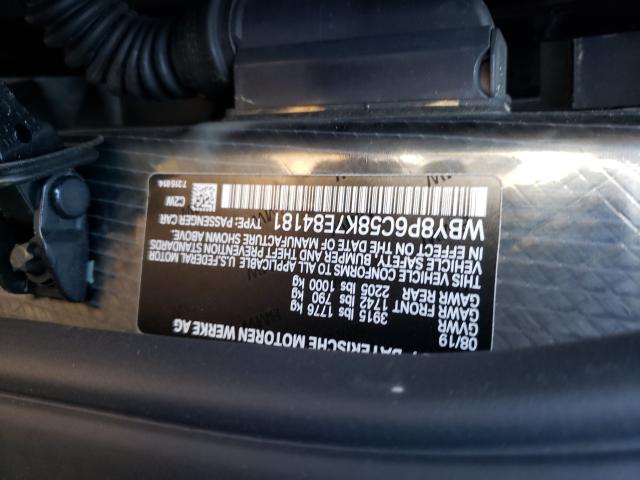 BAYERISCHE MOTOREN WERKE AG
08/19
GVWR 3915 lbs 1776 kg
GAWR FRONT 1742 lbs 790 kg
GAWR REAR 2205 lbs 1000 kg
THIS VEHICLE CONFORMS TO ALL APPLICABLE U.S.FEDERAL MOTOR
VEHICLE SAFETY, BUMPER AND THEFT PREVENTION STANDARDS
IN EFFECT ON THE DATE OF MANUFACTURE SHOWN ABOVE.
WBY8P6C58K7E84181 TYPE: PASSENGER CAR
C2W